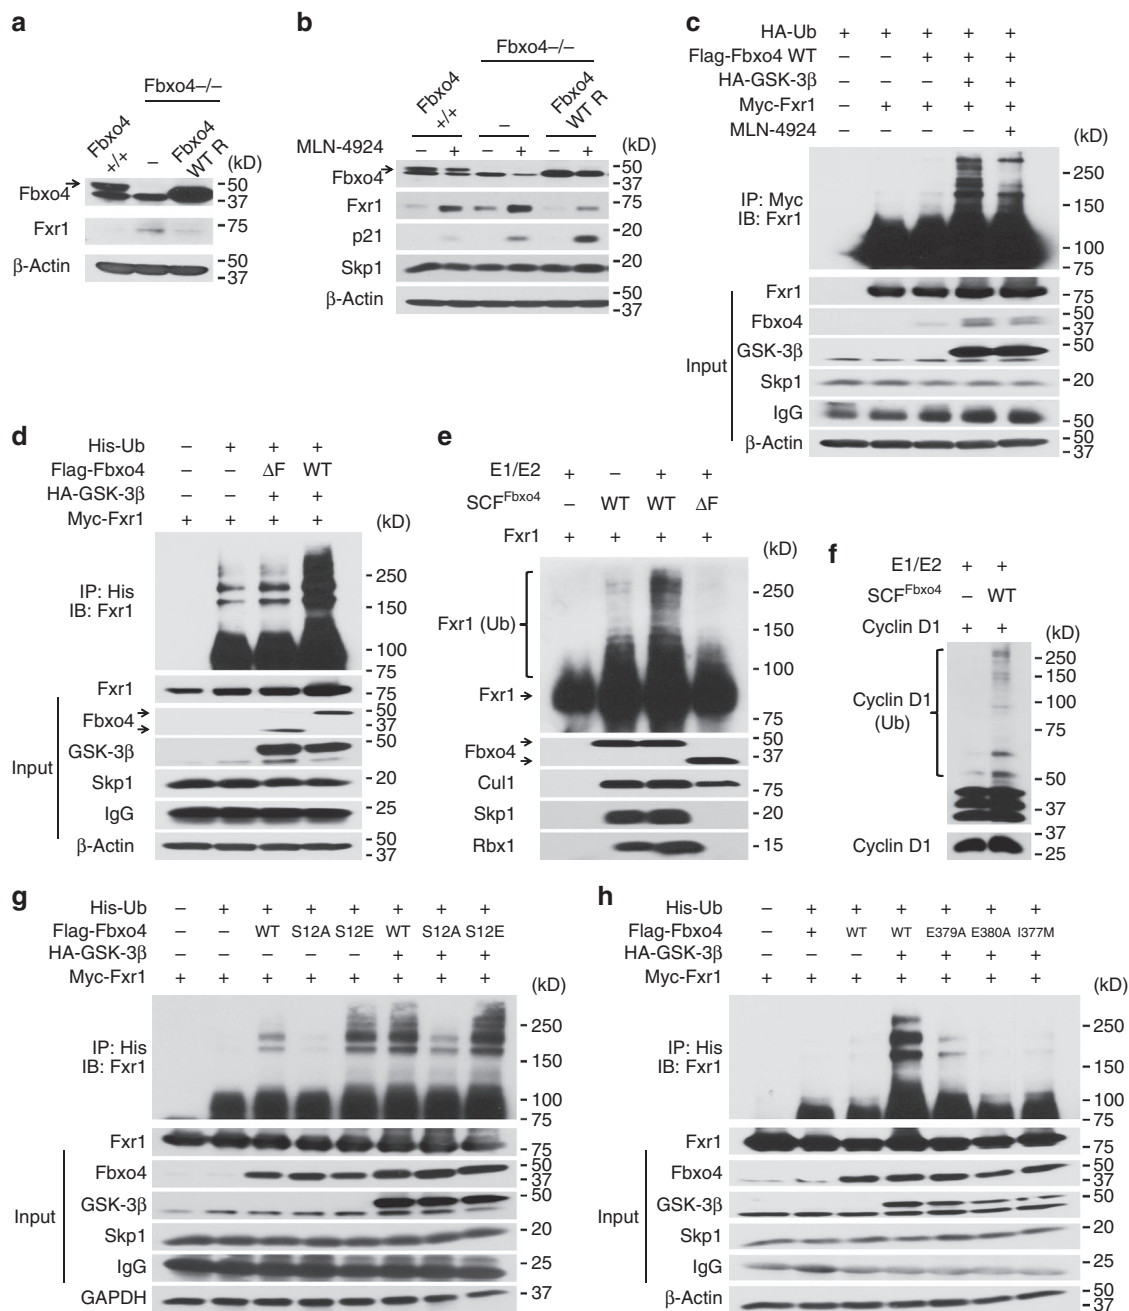 a
Fbxo4–/–
Fbxo4 +/+
–
Fbxo4 WT R
(kD)
Fbxo4
50
37
Fxr1
75
β-Actin
50
37
b
Fbxo4–/–
Fbxo4 +/+
–
Fbxo4 WT R
MLN-4924 – + – + – + (kD)
Fbxo4
50
37
Fxr1
75
p21
20
Skp1
20
β-Actin
50
37
c
HA-Ub + + + + +
Flag-Fbxo4 WT – – + + +
HA-GSK-3β – – – + +
Myc-Fxr1 – + + + +
MLN-4924 – – – – +
(kD)
IP: Myc
IB: Fxr1
250
150
100
75
Input
Fxr1
75
Fbxo4
50
37
GSK-3β
50
Skp1
20
IgG
50
β-Actin
50
37
d
His-Ub – + + +
Flag-Fbxo4 – – ΔF WT
HA-GSK-3β – – + +
Myc-Fxr1 + + + +
(kD)
IP: His
IB: Fxr1
250
150
100
75
Input
Fxr1
75
Fbxo4
50
37
GSK-3β
50
Skp1
20
IgG
25
β-Actin
50
37
e
E1/E2 + – + +
SCFFbxo4 – WT WT ΔF
Fxr1 + + + +
(kD)
Fxr1 (Ub)
250
150
100
Fxr1
75
Fbxo4
50
37
Cul1
75
Skp1
20
Rbx1
15
f
E1/E2 + +
SCFFbxo4 – WT
Cyclin D1 + +
(kD)
Cyclin D1
(Ub)
250
150
100
75
50
37
Cyclin D1
37
25
g
His-Ub – + + + + + + +
Flag-Fbxo4 – – WT S12A S12E WT S12A S12E
HA-GSK-3β – – – – – + + +
Myc-Fxr1 + + + + + + + +
(kD)
IP: His
IB: Fxr1
250
150
100
75
Input
Fxr1
75
Fbxo4
50
37
GSK-3β
50
Skp1
20
IgG
25
GAPDH
37
h
His-Ub – + + + + + +
Flag-Fbxo4 – + WT WT E379A E380A I377M
HA-GSK-3β – – – + + + +
Myc-Fxr1 + + + + + + +
(kD)
IP: His
IB: Fxr1
250
150
100
75
Input
Fxr1
75
Fbxo4
50
37
GSK-3β
50
Skp1
20
IgG
25
β-Actin
50
37